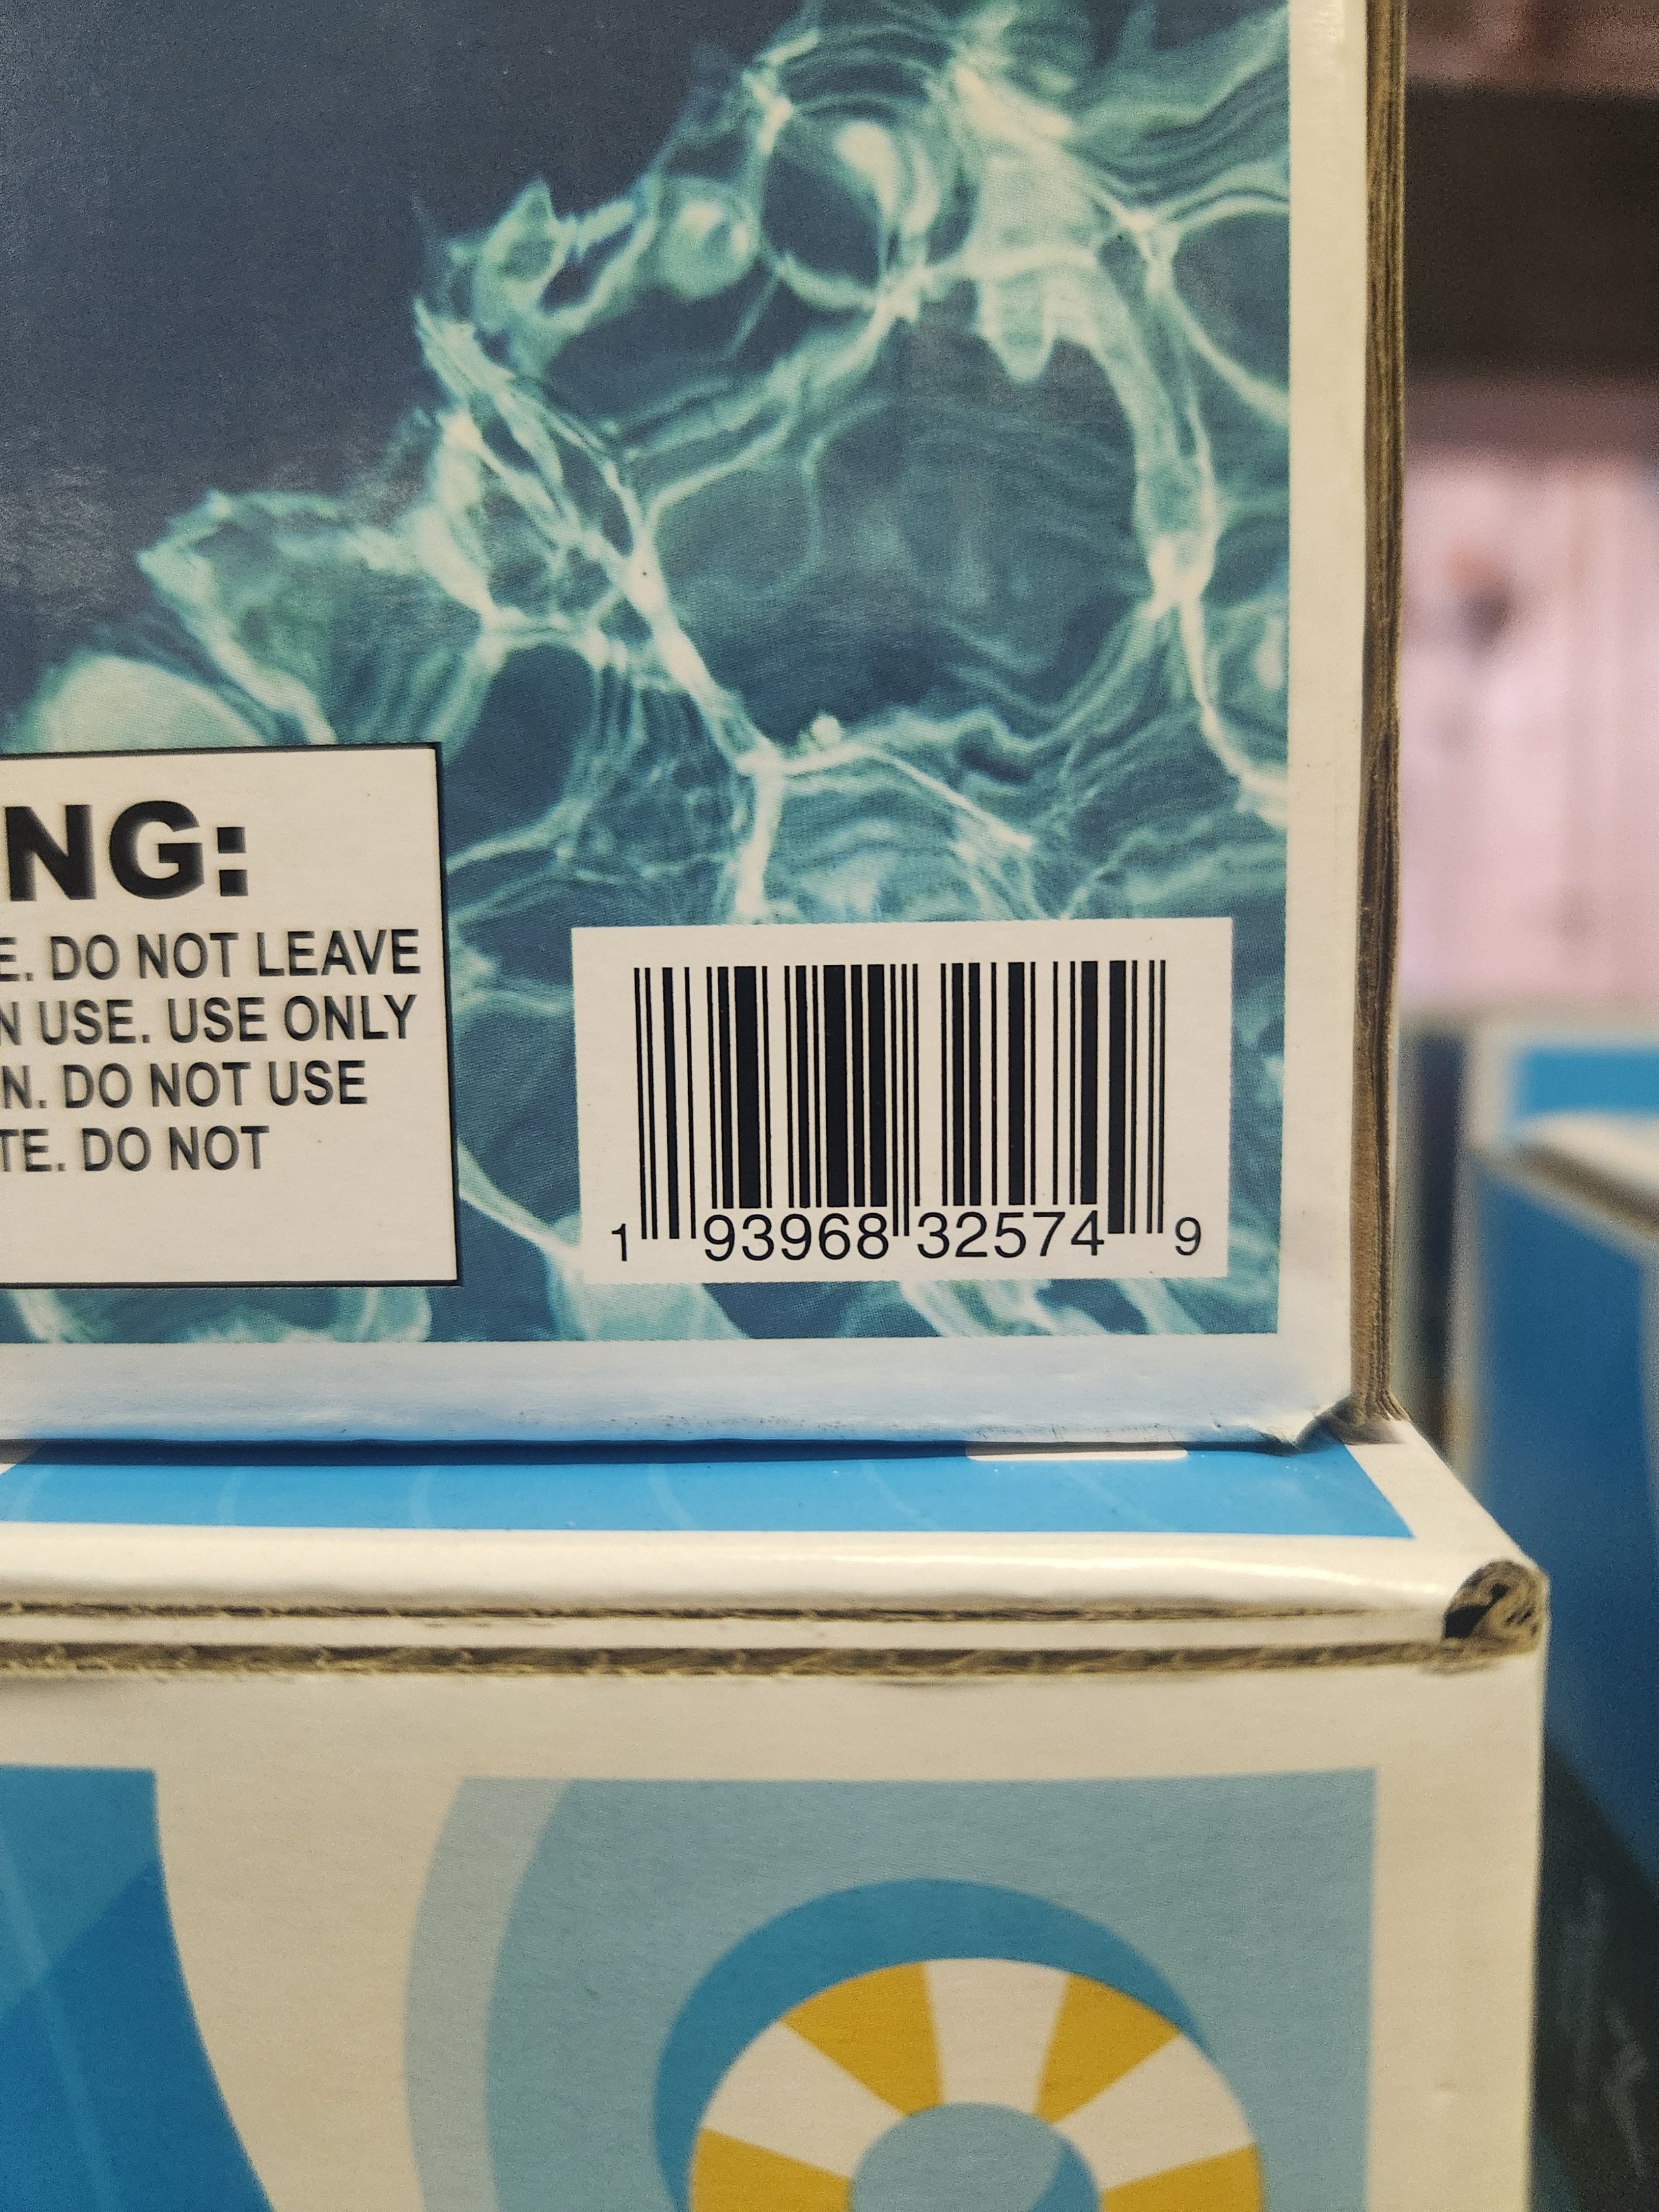 NG:
E. DO NOT LEAVE
N USE. USE ONLY
N. DO NOT USE
TE. DO NOT
1 93968 32574 9